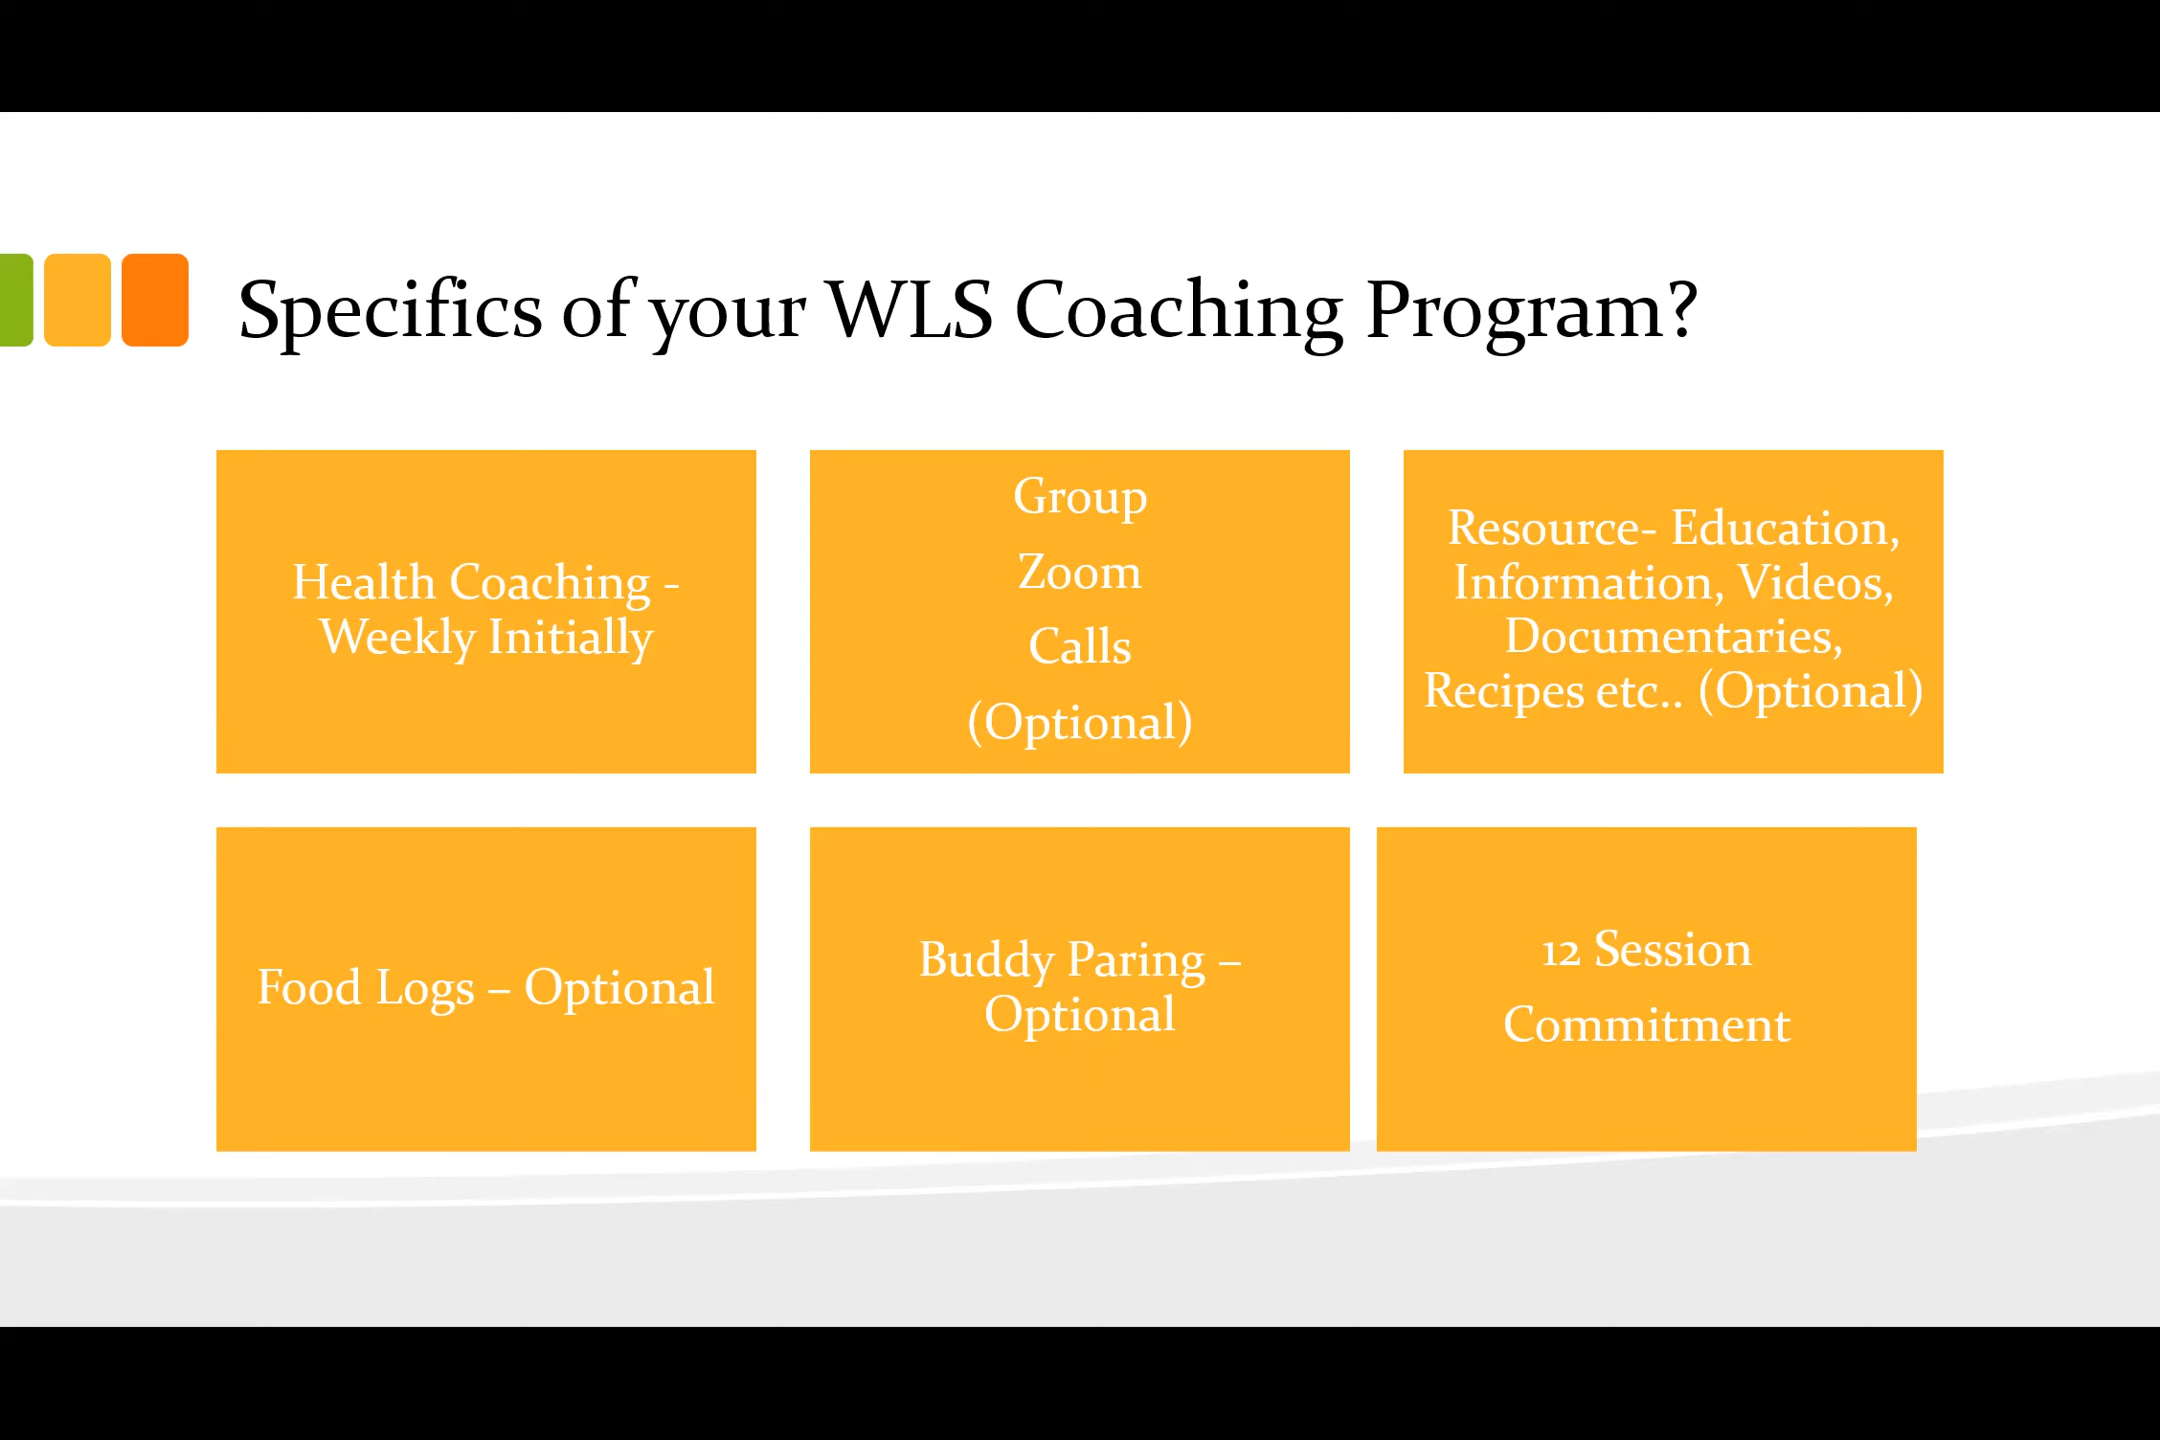 Specifics of your WLS Coaching Program?
Health Coaching -
Weekly Initially
Group
Zoom
Calls
(Optional)
Resource- Education,
Information, Videos,
Documentaries,
Recipes etc.. (Optional)
Food Logs – Optional
Buddy Paring –
Optional
12 Session
Commitment